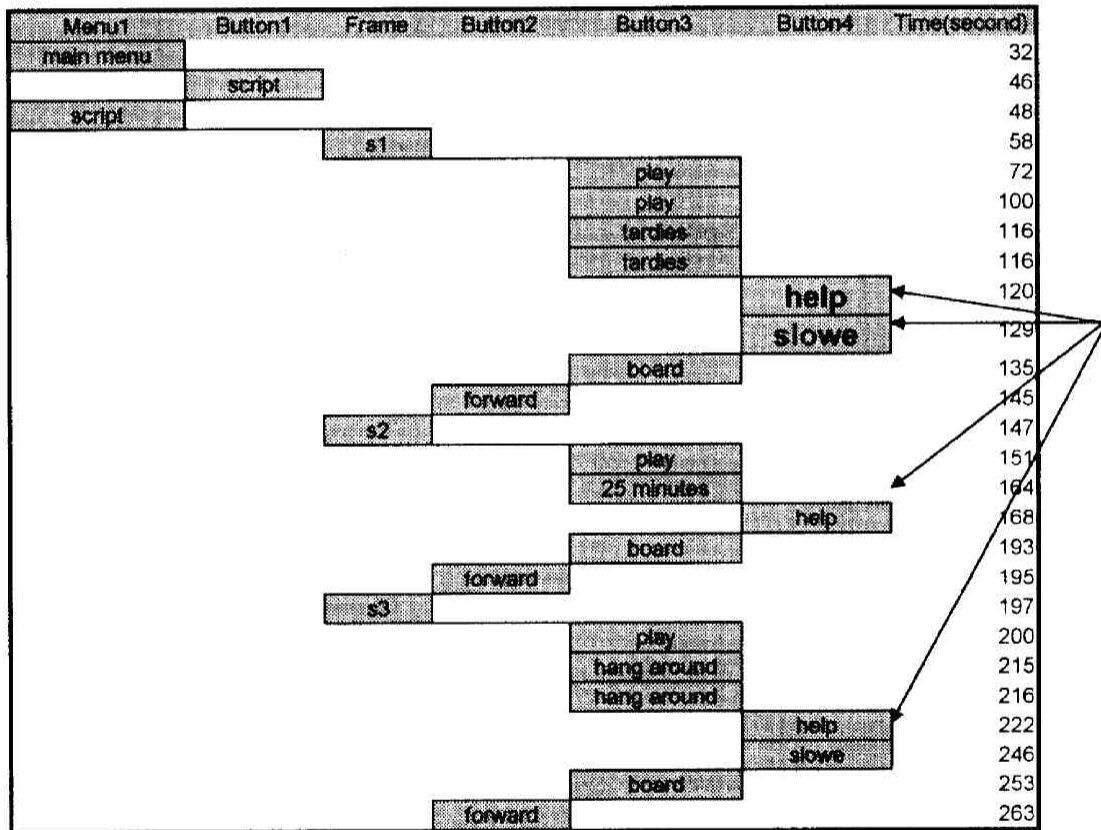 Menu1 Button1 Frame Button2 Button3 Button4 Time(second)
main menu 32
script 46
script 48
s1 58
play 72
play 100
tardies 116
tardies 116
help 120
slowe 129
board 135
forward 145
s2 147
play 151
25 minutes 164
help 168
board 193
forward 195
s3 197
play 200
hang around 215
hang around 216
help 222
slowe 246
board 253
forward 263